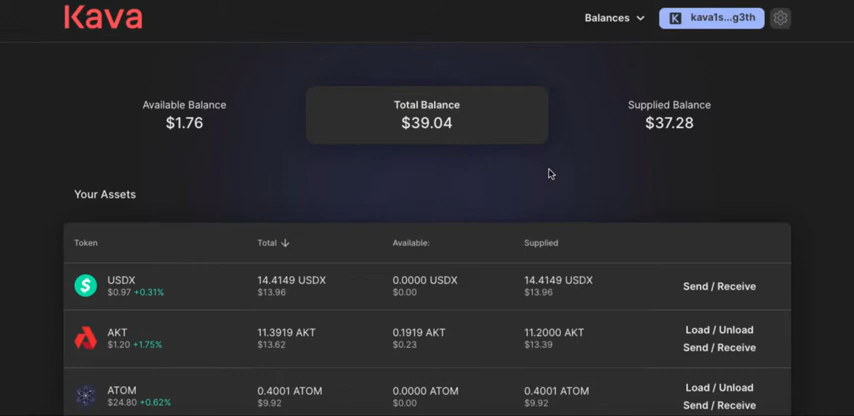 Kava
Balances
kava1s...g3th
Available Balance
$1.76
Total Balance
$39.04
Supplied Balance
$37.28
Your Assets
Token Total Available: Supplied
USDX 14.4149 USDX 0.0000 USDX 14.4149 USDX
$0.97 +0.31% $13.96 $0.00 $13.96
Send / Receive
AKT 11.3919 AKT 0.1919 AKT 11.2000 AKT Load / Unload
$1.20 +1.75% $13.62 $0.23 $13.39 Send / Receive
ATOM 0.4001 ATOM 0.0000 ATOM 0.4001 ATOM Load / Unload
$24.80 +0.62% $9.92 $0.00 $9.92 Send / Receive